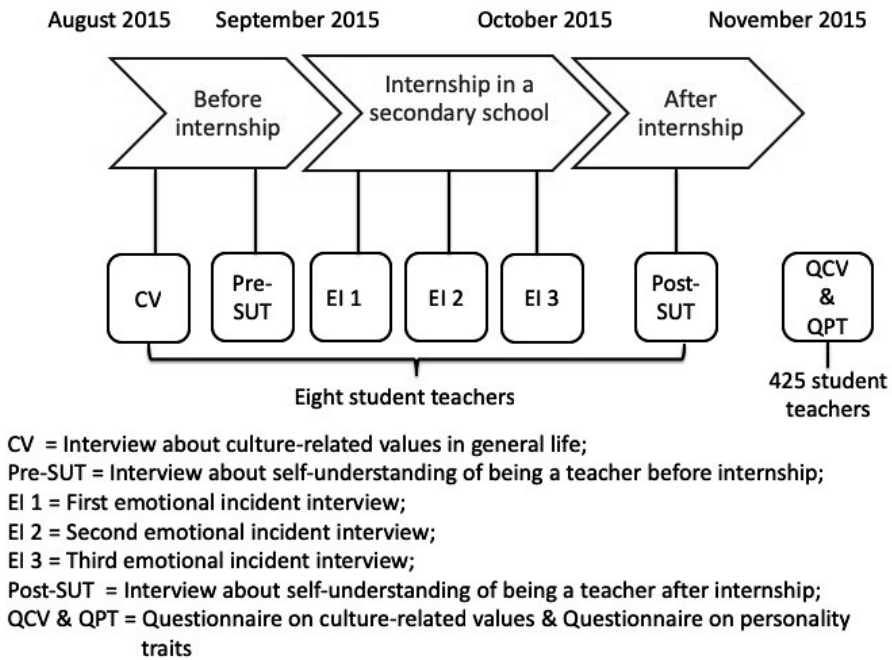 August 2015 September 2015 October 2015 November 2015
Before
internship
Internship in a
secondary school
After
internship
CV
Pre-
SUT
EI 1
EI 2
EI 3
Post-
SUT
QCV
&
QPT
Eight student teachers
425 student
teachers
CV = Interview about culture-related values in general life;
Pre-SUT = Interview about self-understanding of being a teacher before internship;
EI 1 = First emotional incident interview;
EI 2 = Second emotional incident interview;
EI 3 = Third emotional incident interview;
Post-SUT = Interview about self-understanding of being a teacher after internship;
QCV & QPT = Questionnaire on culture-related values & Questionnaire on personality
traits